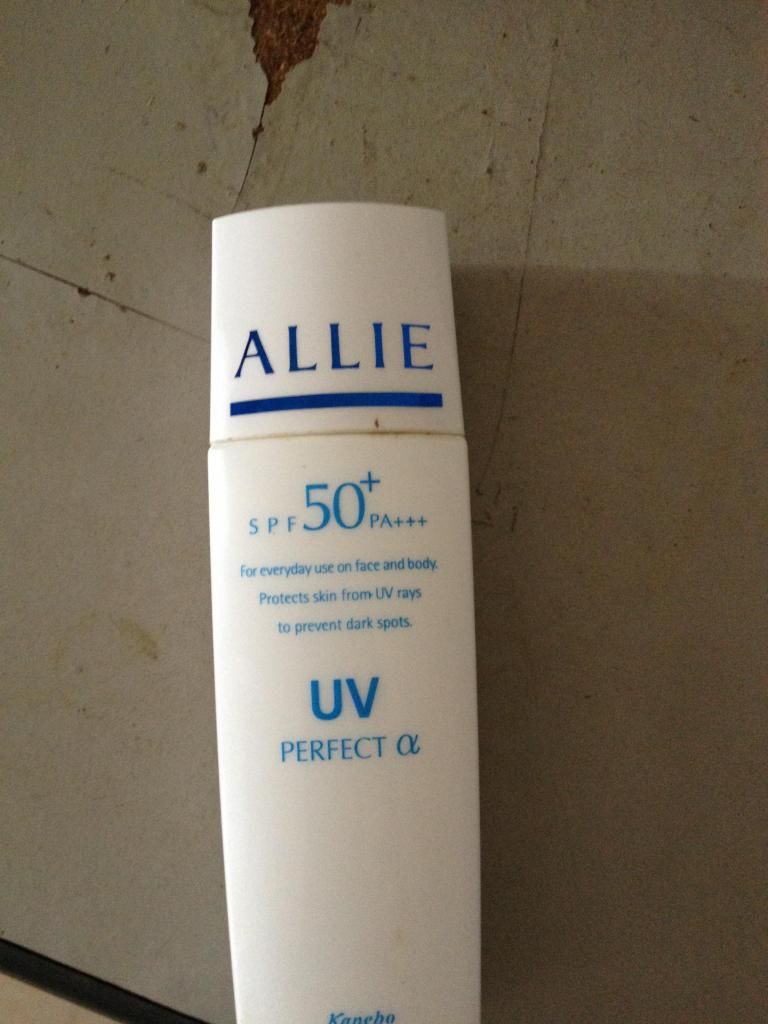 ALLIE
SPF50+ PA+++
For everyday use on face and body.
Protects skin from UV rays
to prevent dark spots.
UV
PERFECT α
Kanebo